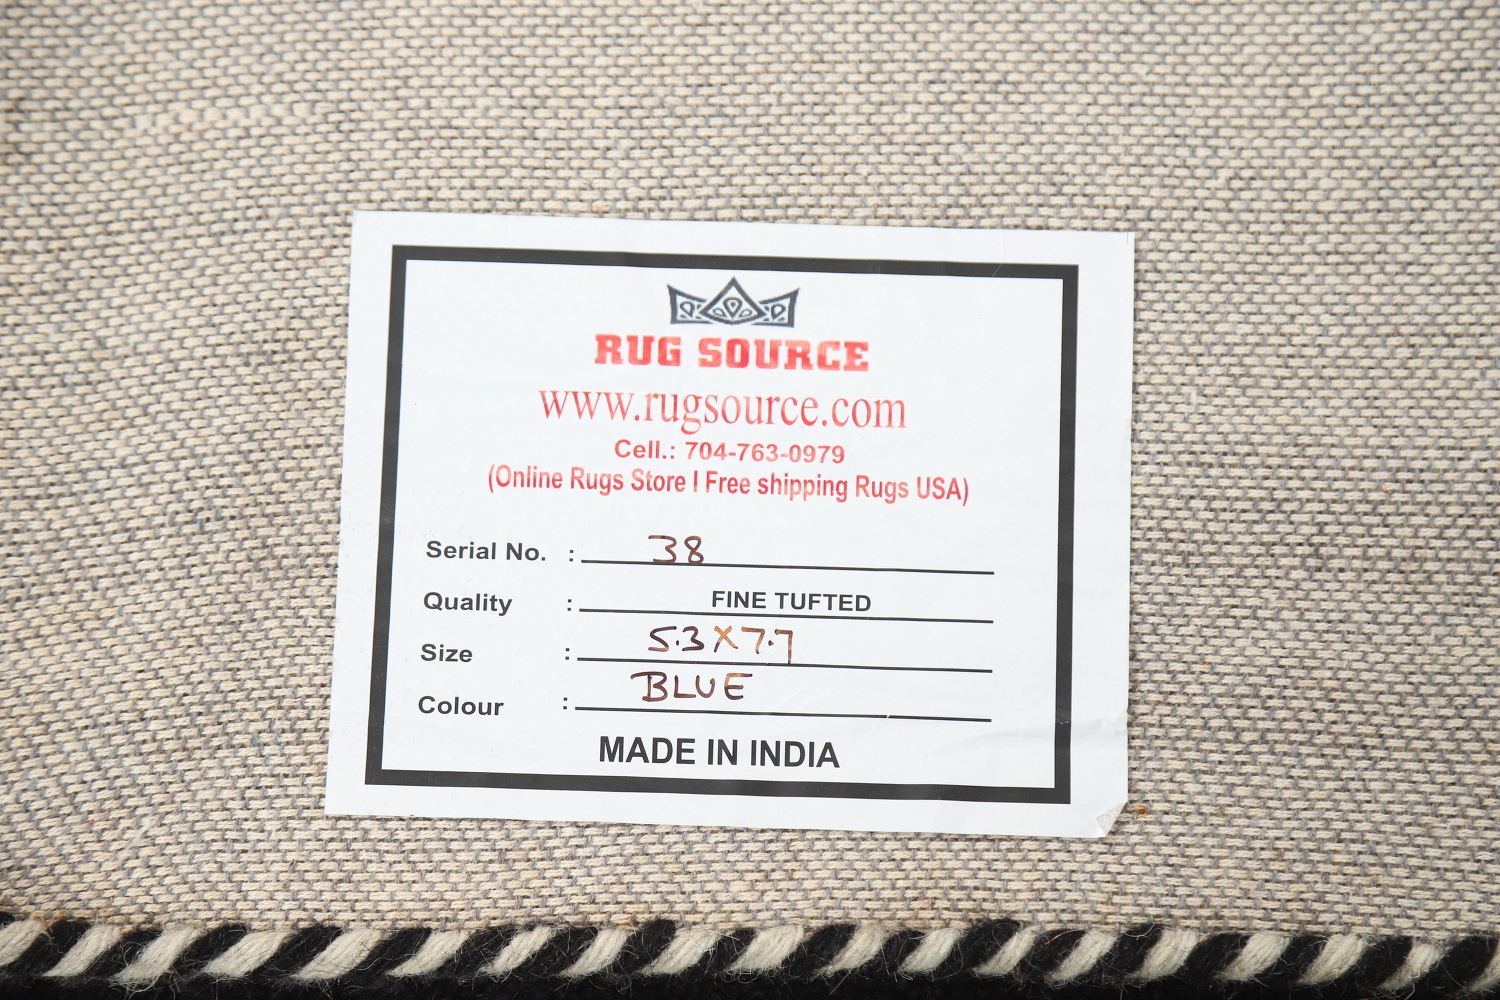 RUG SOURCE
www.rugsource.com
Cell.: 704-763-0979
(Online Rugs Store I Free shipping Rugs USA)
Serial No. : 38
Quality : FINE TUFTED
Size : 5.3X7.7
Colour : BLUE
MADE IN INDIA